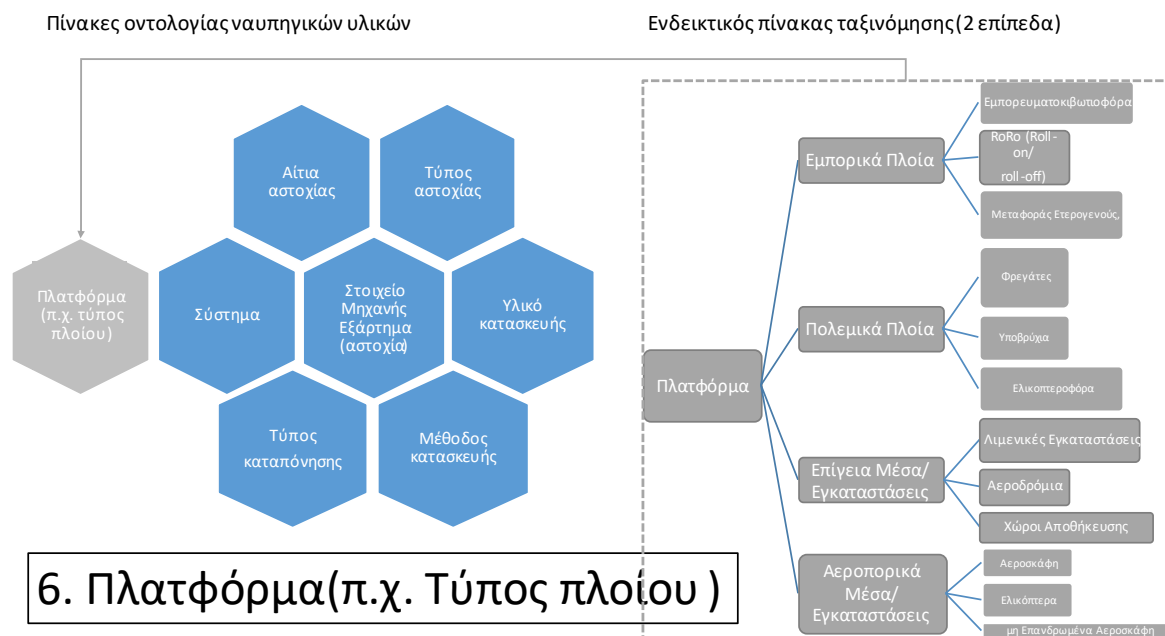 Πίνακες οντολογίας ναυπηγικών υλικών
Ενδεικτικός πίνακας ταξινόμησης (2 επίπεδα)
Αίτια
αστοχίας
Τύπος
αστοχίας
Πλατφόρμα
(π.χ. τύπος
πλοίου)
Σύστημα
Στοιχείο
Μηχανής
Εξάρτημα
(αστοχία)
Υλικό
κατασκευής
Τύπος
καταπόνησης
Μέθοδος
κατασκευής
6. Πλατφόρμα(π.χ. Τύπος πλοίου )
Πλατφόρμα
Εμπορικά Πλοία
Εμπορευματοκιβωτιοφόρα
RoRo (Roll-
on/
roll-off)
Μεταφοράς Ετερογενούς,
Πολεμικά Πλοία
Φρεγάτες
Υποβρύχια
Ελικοπτεροφόρα
Επίγεια Μέσα/
Εγκαταστάσεις
Λιμενικές Εγκαταστάσεις
Αεροδρόμια
Χώροι Αποθήκευσης
Αεροπορικά
Μέσα/
Εγκαταστάσεις
Αεροσκάφη
Ελικόπτερα
μη Επανδρωμένα Αεροσκάφη